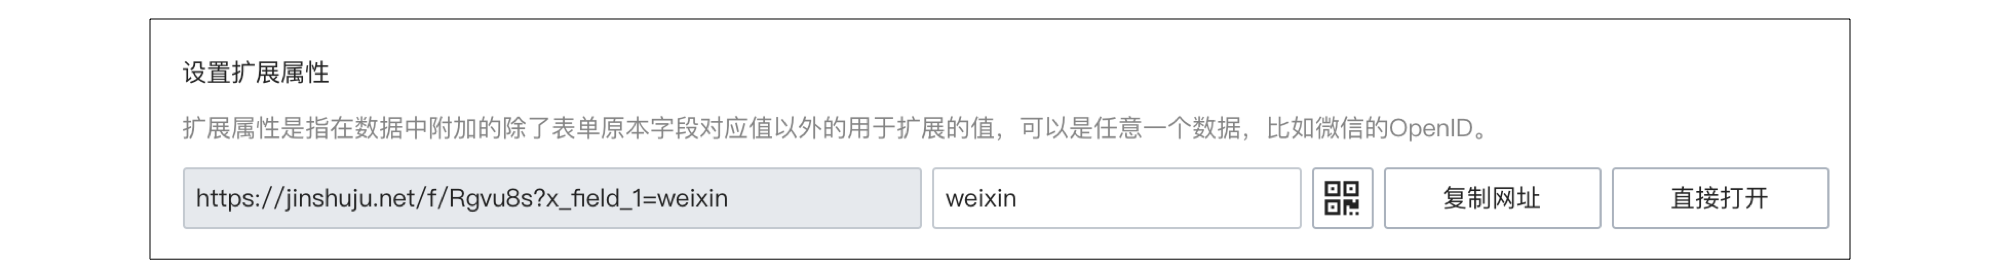 设置扩展属性
扩展属性是指在数据中附加的除了表单原本字段对应值以外的用于扩展的值，可以是任意一个数据，比如微信的OpenID。
https://jinshuju.net/f/Rgvu8s?x_field_1=weixin weixin 复制网址 直接打开